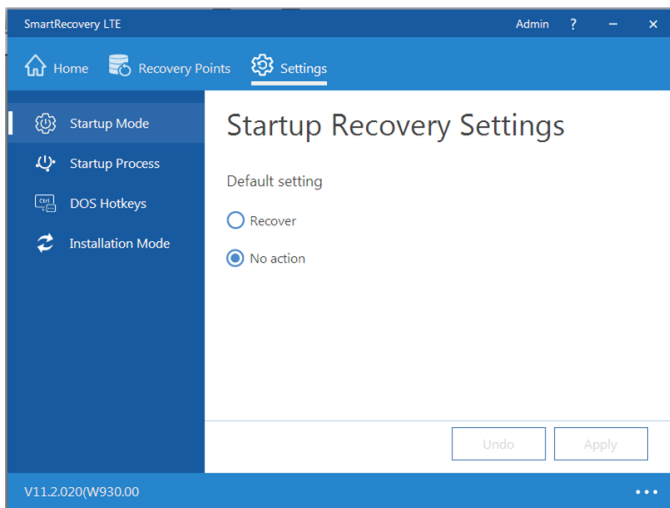 SmartRecovery LTE Admin ?
Home Recovery Points Settings
Startup Mode
Startup Process
DOS Hotkeys
Installation Mode
Startup Recovery Settings
Default setting
Recover
No action
Undo Apply
V11.2.020(W930.00